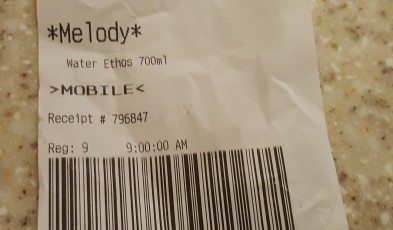 *Melody*
Water Ethos 700ml
>MOBILE<
Receipt # 796847
Reg: 9 9:00:00 AM